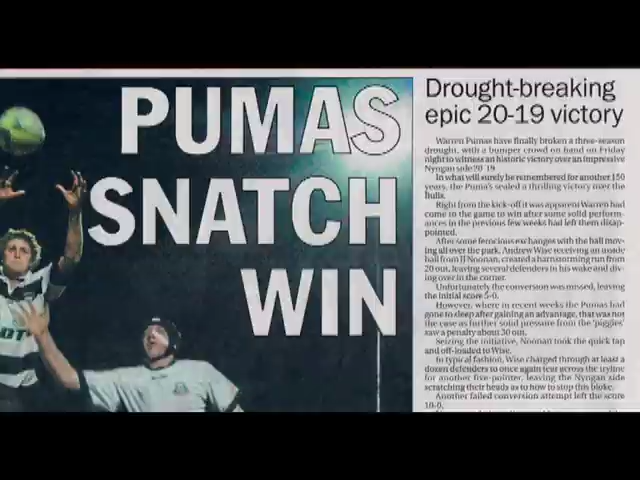 PUMAS
SNATCH
WIN
Drought-breaking
epic 20-19 victory
Warren Pumas have finally broken a three-season
drought, with a bumper crowd on hand on Friday
night to witness an historic victory over an impressive
Nyngan side 20-19.
In what will surely be remembered for another 150
years, the Puma's sealed a thrilling victory over the
Bulls.
Right from the kick-off it was apparent Warren had
come to the game to win after some solid perform-
ances in the previous few weeks had left them disap-
pointed.
After some ferocious exchanges with the ball mov-
ing all over the park, Andrew Wise receiving an inside
ball from JJ Noonan, created a barnstorming run from
20 out, leaving several defenders in his wake and div-
ing over in the corner.
Unfortunately the conversion was missed, leaving
the initial score 5-0.
However, where in recent weeks the Pumas had
gone to sleep after gaining an advantage, that was not
the case as further solid pressure from the 'piggies'
saw a penalty about 30 out.
Seizing the initiative, Noonan took the quick tap
and off-loaded to Wise.
In typical fashion, Wise charged through at least a
dozen defenders to once again tear across the tryline
for another five-pointer, leaving the Nyngan side
scratching their heads as to how to stop this bloke.
Another failed conversion attempt left the score
10-0.